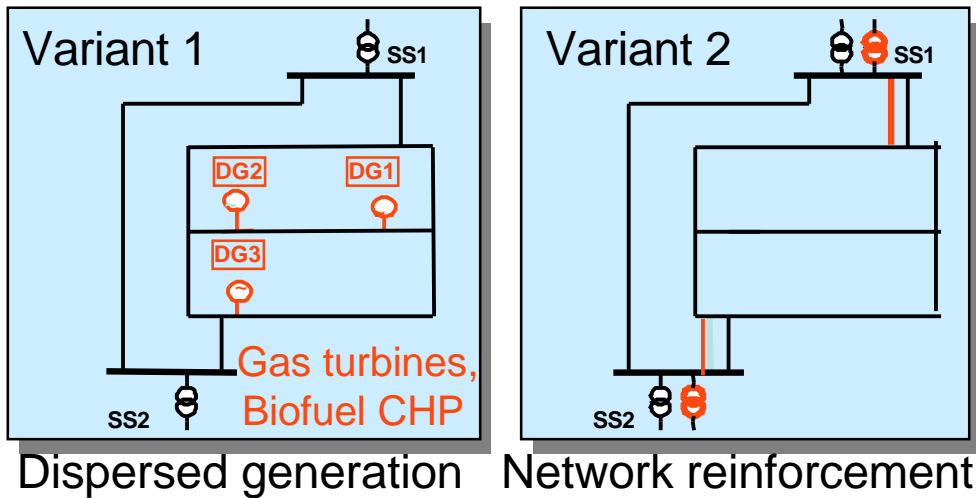 Variant 1
SS1
DG2
DG1
DG3
~
Gas turbines,
Biofuel CHP
SS2
Dispersed generation
Variant 2
SS1
SS2
Network reinforcement